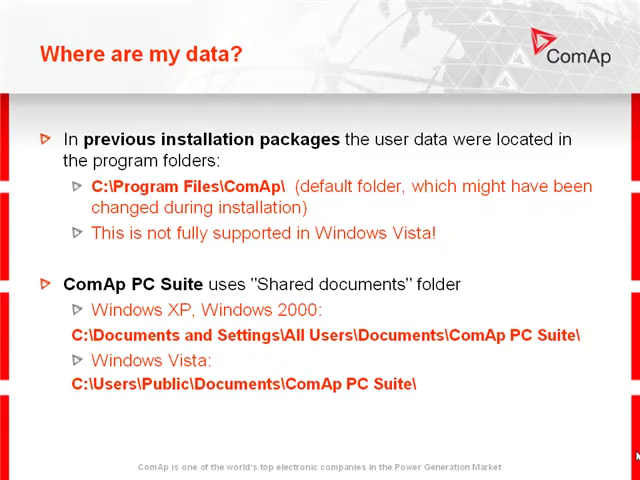 Where are my data?
ComAp
In previous installation packages the user data were located in
the program folders:
C:\Program Files\ComAp\ (default folder, which might have been
changed during installation)
This is not fully supported in Windows Vista!
ComAp PC Suite uses "Shared documents" folder
Windows XP, Windows 2000:
C:\Documents and Settings\All Users\Documents\ComAp PC Suite\
Windows Vista:
C:\Users\Public\Documents\ComAp PC Suite\
ComAp is one of the world's top electronic companies in the Power Generation Market